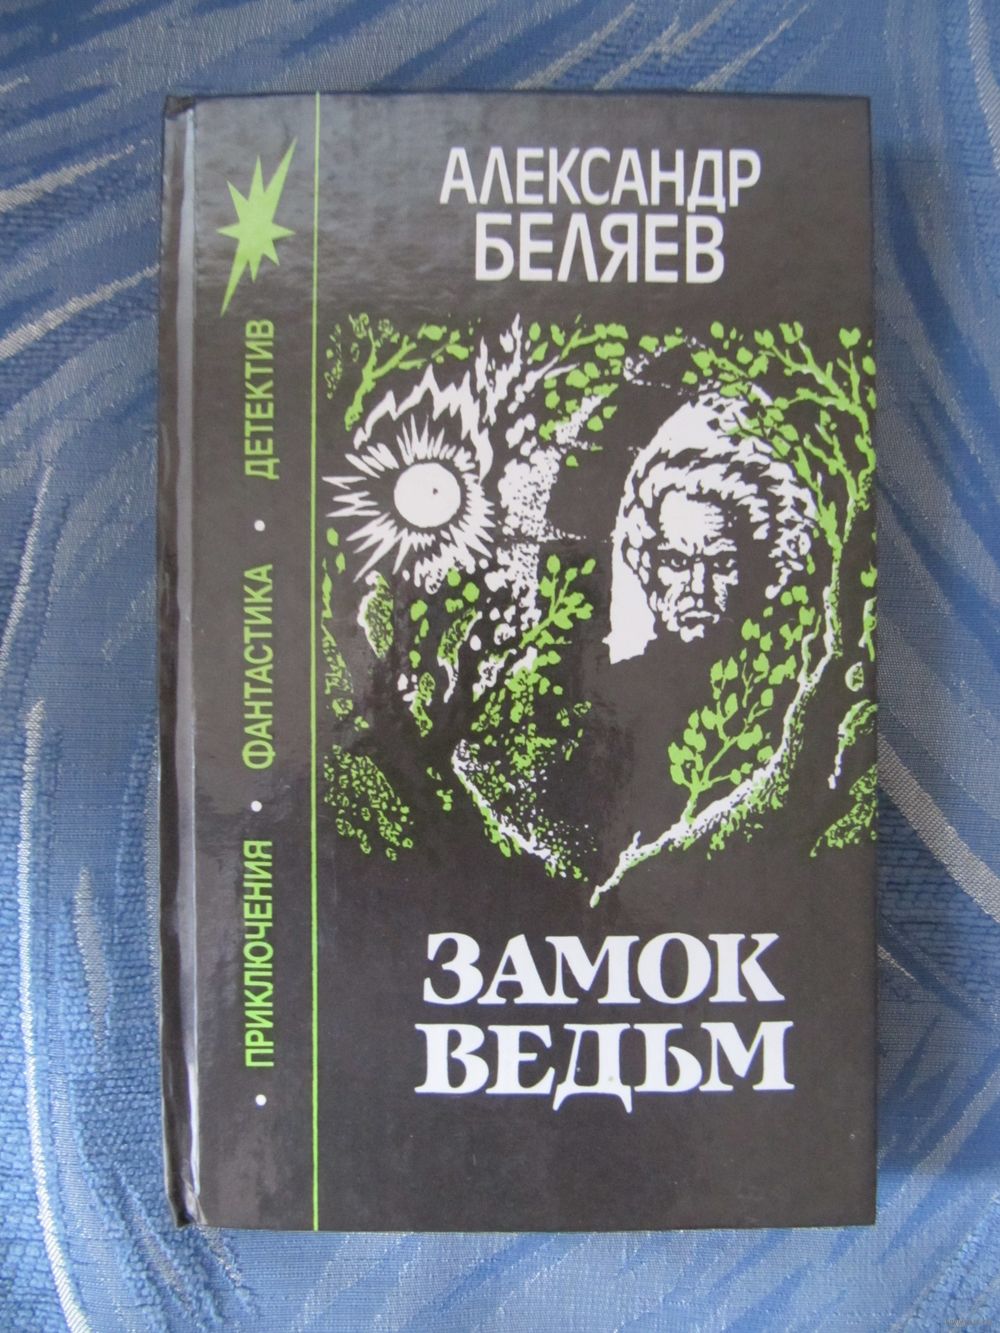 АЛЕКСАНДР
БЕЛЯЕВ
• ПРИКЛЮЧЕНИЯ • ФАНТАСТИКА • ДЕТЕКТИВ
ЗАМОК
ВЕДЬМ